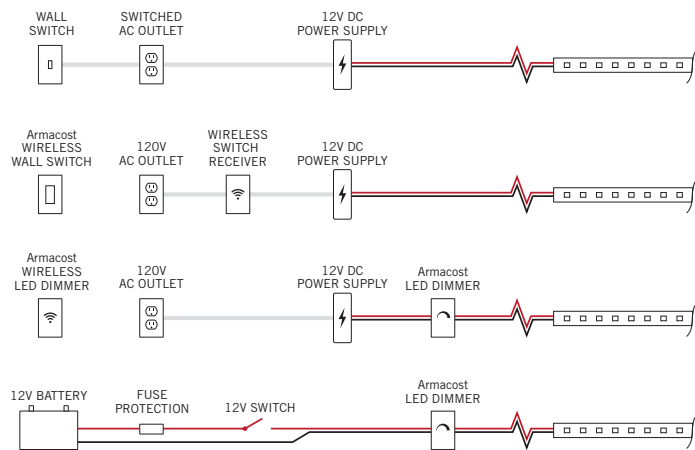 WALL
SWITCH
SWITCHED
AC OUTLET
12V DC
POWER SUPPLY
Armacost
WIRELESS
WALL SWITCH
120V
AC OUTLET
WIRELESS
SWITCH
RECEIVER
12V DC
POWER SUPPLY
Armacost
WIRELESS
LED DIMMER
120V
AC OUTLET
12V DC
POWER SUPPLY
Armacost
LED DIMMER
12V BATTERY
FUSE
PROTECTION
12V SWITCH
Armacost
LED DIMMER